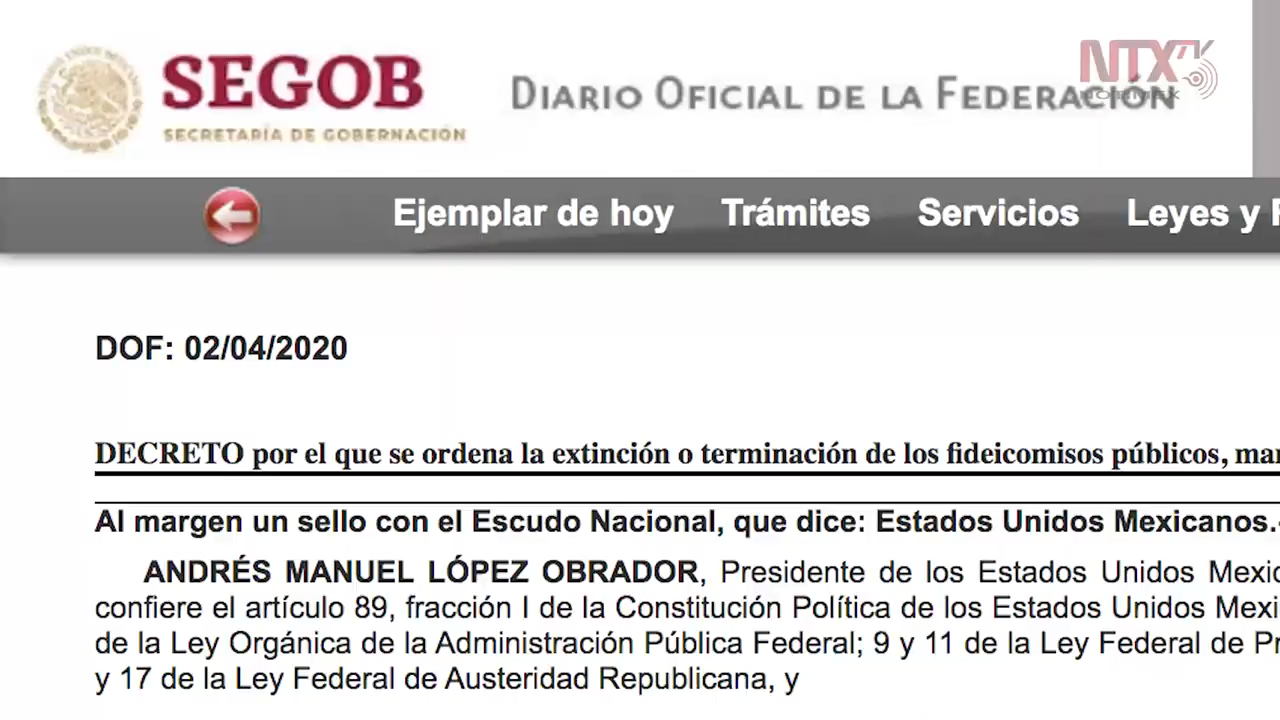 SEGOB
SECRETARÍA DE GOBERNACIÓN
DIARIO OFICIAL DE LA FEDERACIÓN
NTX
NOTIMEX
Ejemplar de hoy Trámites Servicios Leyes y
DOF: 02/04/2020
DECRETO por el que se ordena la extinción o terminación de los fideicomisos públicos,
Al margen un sello con el Escudo Nacional, que dice: Estados Unidos Mexicanos.-
ANDRÉS MANUEL LÓPEZ OBRADOR, Presidente de los Estados Unidos
confiere el artículo 89, fracción I de la Constitución Política de los Estados Unidos
de la Ley Orgánica de la Administración Pública Federal; 9 y 11 de la Ley Federal de
y 17 de la Ley Federal de Austeridad Republicana, y